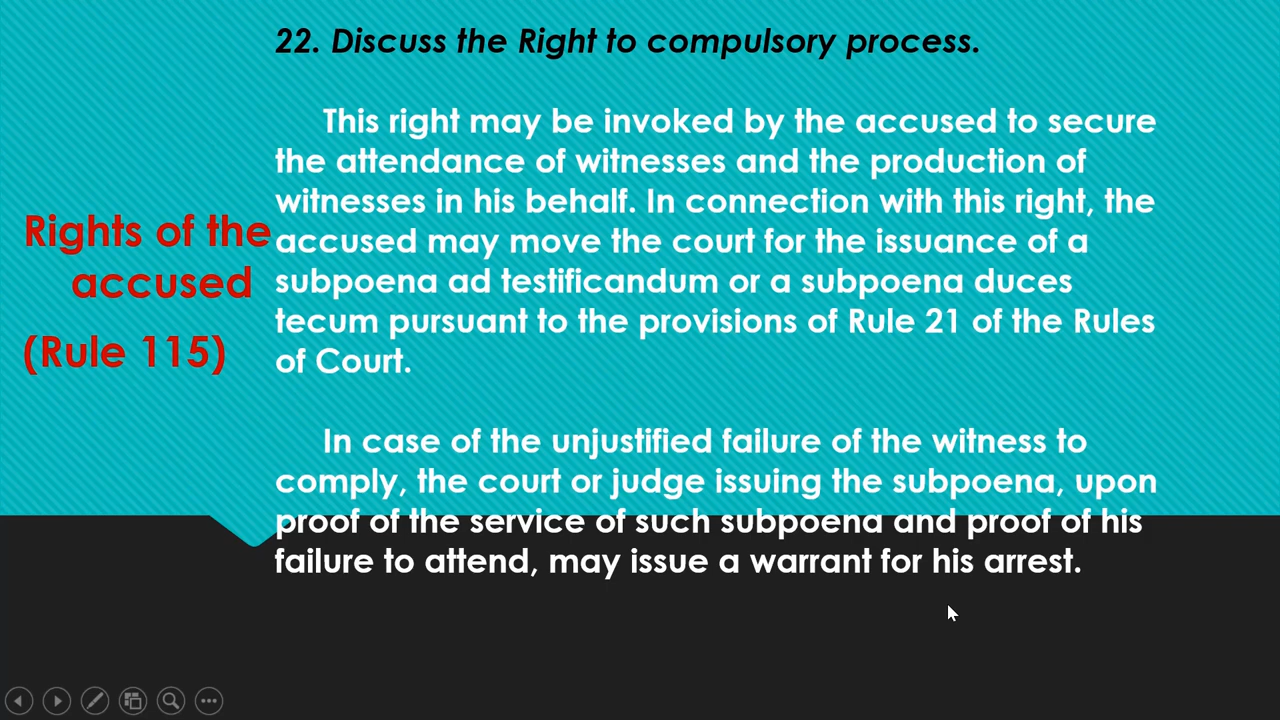 22. Discuss the Right to compulsory process.
This right may be invoked by the accused to secure
the attendance of witnesses and the production of
witnesses in his behalf. In connection with this right, the
accused may move the court for the issuance of a
subpoena ad testificandum or a subpoena duces
tecum pursuant to the provisions of Rule 21 of the Rules
of Court.
In case of the unjustified failure of the witness to
comply, the court or judge issuing the subpoena, upon
proof of the service of such subpoena and proof of his
failure to attend, may issue a warrant for his arrest.
Rights of the
accused
(Rule 115)